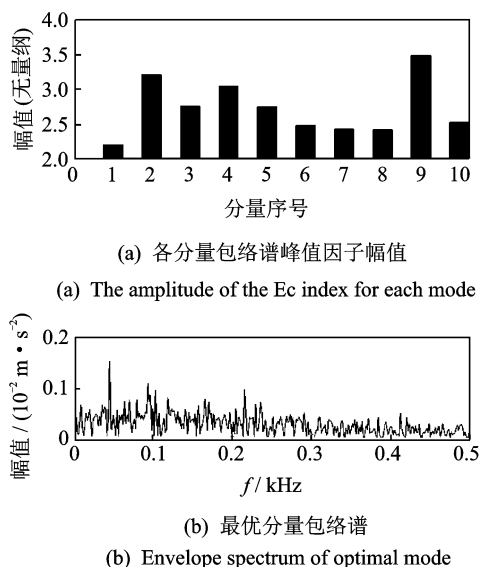 幅值(无量纲)
4.0
3.5
3.0
2.5
2.0
0 1 2 3 4 5 6 7 8 9 10
分量序号
(a) 各分量包络谱峰值因子幅值
(a) The amplitude of the Ec index for each mode
幅值 / (10⁻² m • s⁻²)
0.2
0.1
0
0 0.1 0.2 0.3 0.4 0.5
f / kHz
(b) 最优分量包络谱
(b) Envelope spectrum of optimal mode